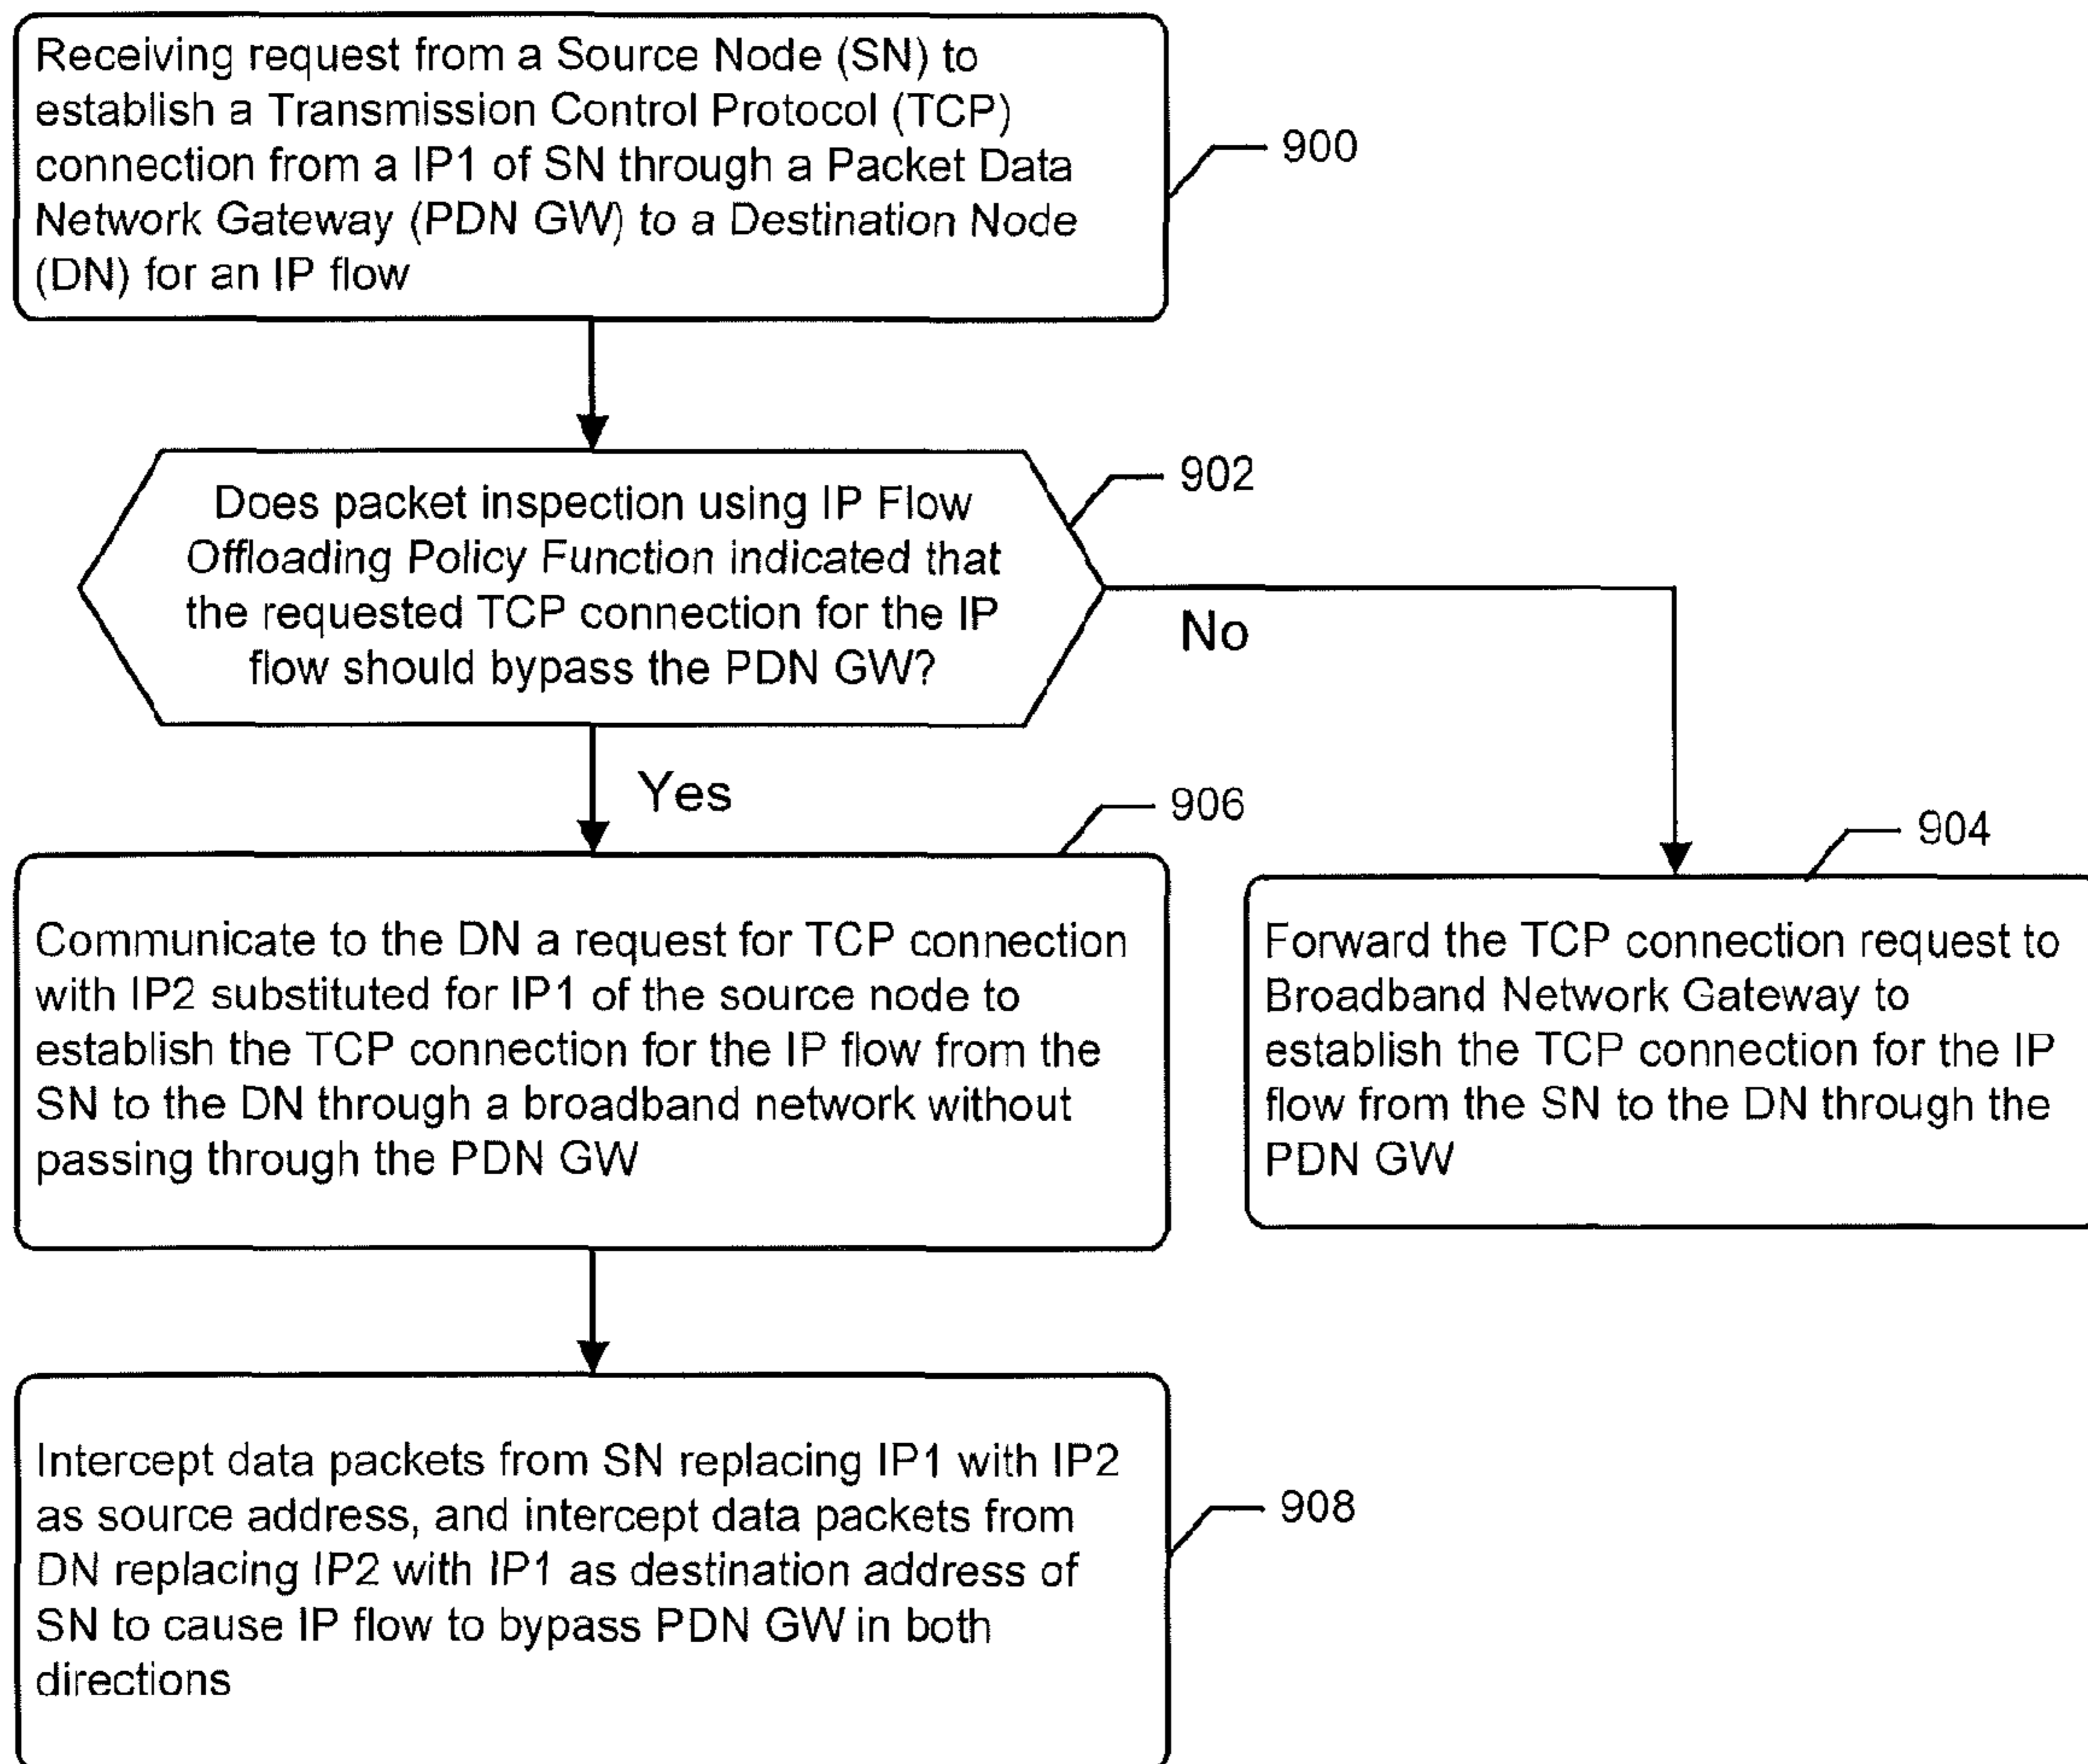 Receiving request from a Source Node (SN) to
establish a Transmission Control Protocol (TCP)
connection from a IP1 of SN through a Packet Data
Network Gateway (PDN GW) to a Destination Node
(DN) for an IP flow
900
Does packet inspection using IP Flow
Offloading Policy Function indicated that
the requested TCP connection for the IP
flow should bypass the PDN GW?
902
No
Yes
906
904
Communicate to the DN a request for TCP connection
with IP2 substituted for IP1 of the source node to
establish the TCP connection for the IP flow from the
SN to the DN through a broadband network without
passing through the PDN GW
Forward the TCP connection request to
Broadband Network Gateway to
establish the TCP connection for the IP
flow from the SN to the DN through the
PDN GW
Intercept data packets from SN replacing IP1 with IP2
as source address, and intercept data packets from
DN replacing IP2 with IP1 as destination address of
SN to cause IP flow to bypass PDN GW in both
directions
908